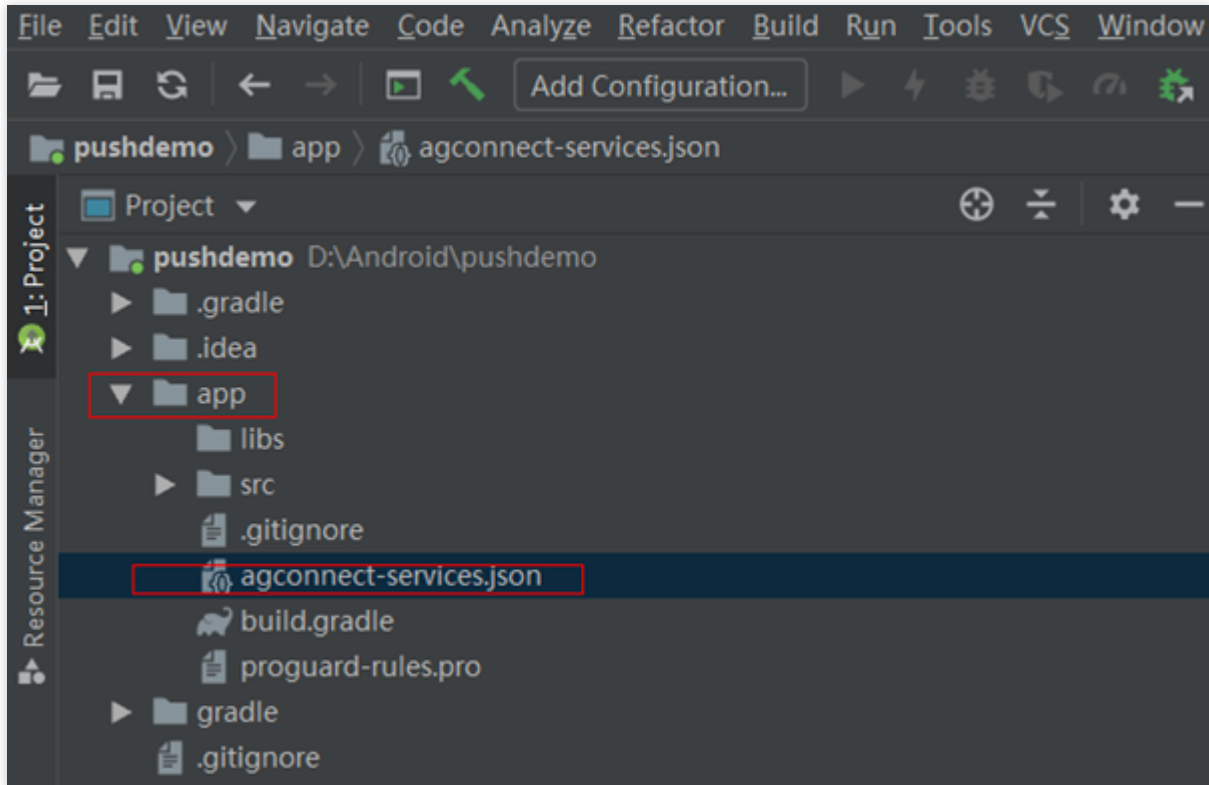 File Edit View Navigate Code Analyze Refactor Build Run Tools VCS Window
Add Configuration...
pushdemo app agconnect-services.json
1: Project
Resource Manager
Project
pushdemo D:\Android\pushdemo
.gradle
.idea
app
libs
src
.gitignore
agconnect-services.json
build.gradle
proguard-rules.pro
gradle
.gitignore